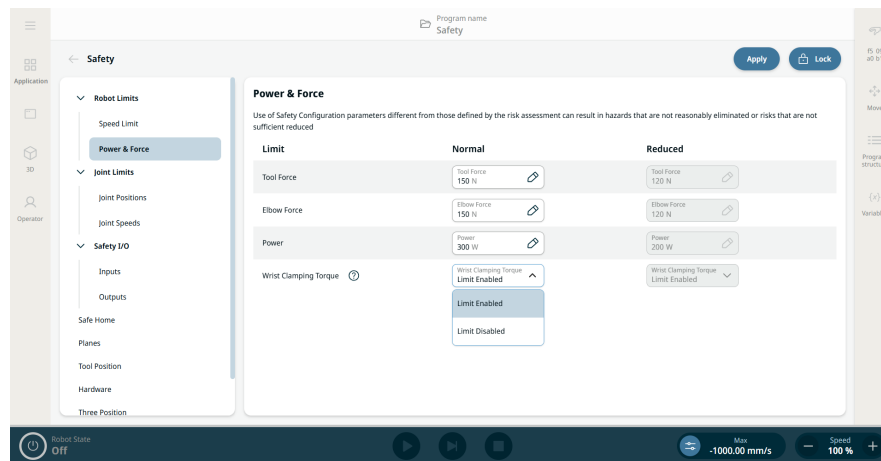 Program name
Safety
Safety
Apply
Lock
Application
3D
Operator
Robot Limits
Speed Limit
Power & Force
Joint Limits
Joint Positions
Joint Speeds
Safety I/O
Inputs
Outputs
Safe Home
Planes
Tool Position
Hardware
Three Position
Power & Force
Use of Safety Configuration parameters different from those defined by the risk assessment can result in hazards that are not reasonably eliminated or risks that are not
sufficient reduced
Limit Normal Reduced
Tool Force
Tool Force
150 N
Tool Force
120 N
Elbow Force
Elbow Force
150 N
Elbow Force
120 N
Power
Power
300 W
Power
200 W
Wrist Clamping Torque
Wrist Clamping Torque
Limit Enabled
Wrist Clamping Torque
Limit Enabled
Limit Enabled
Limit Disabled
a0 b
Move
Progra
structu
{x}
Variab
Robot State
Off
Max
-1000.00 mm/s
Speed
100 %